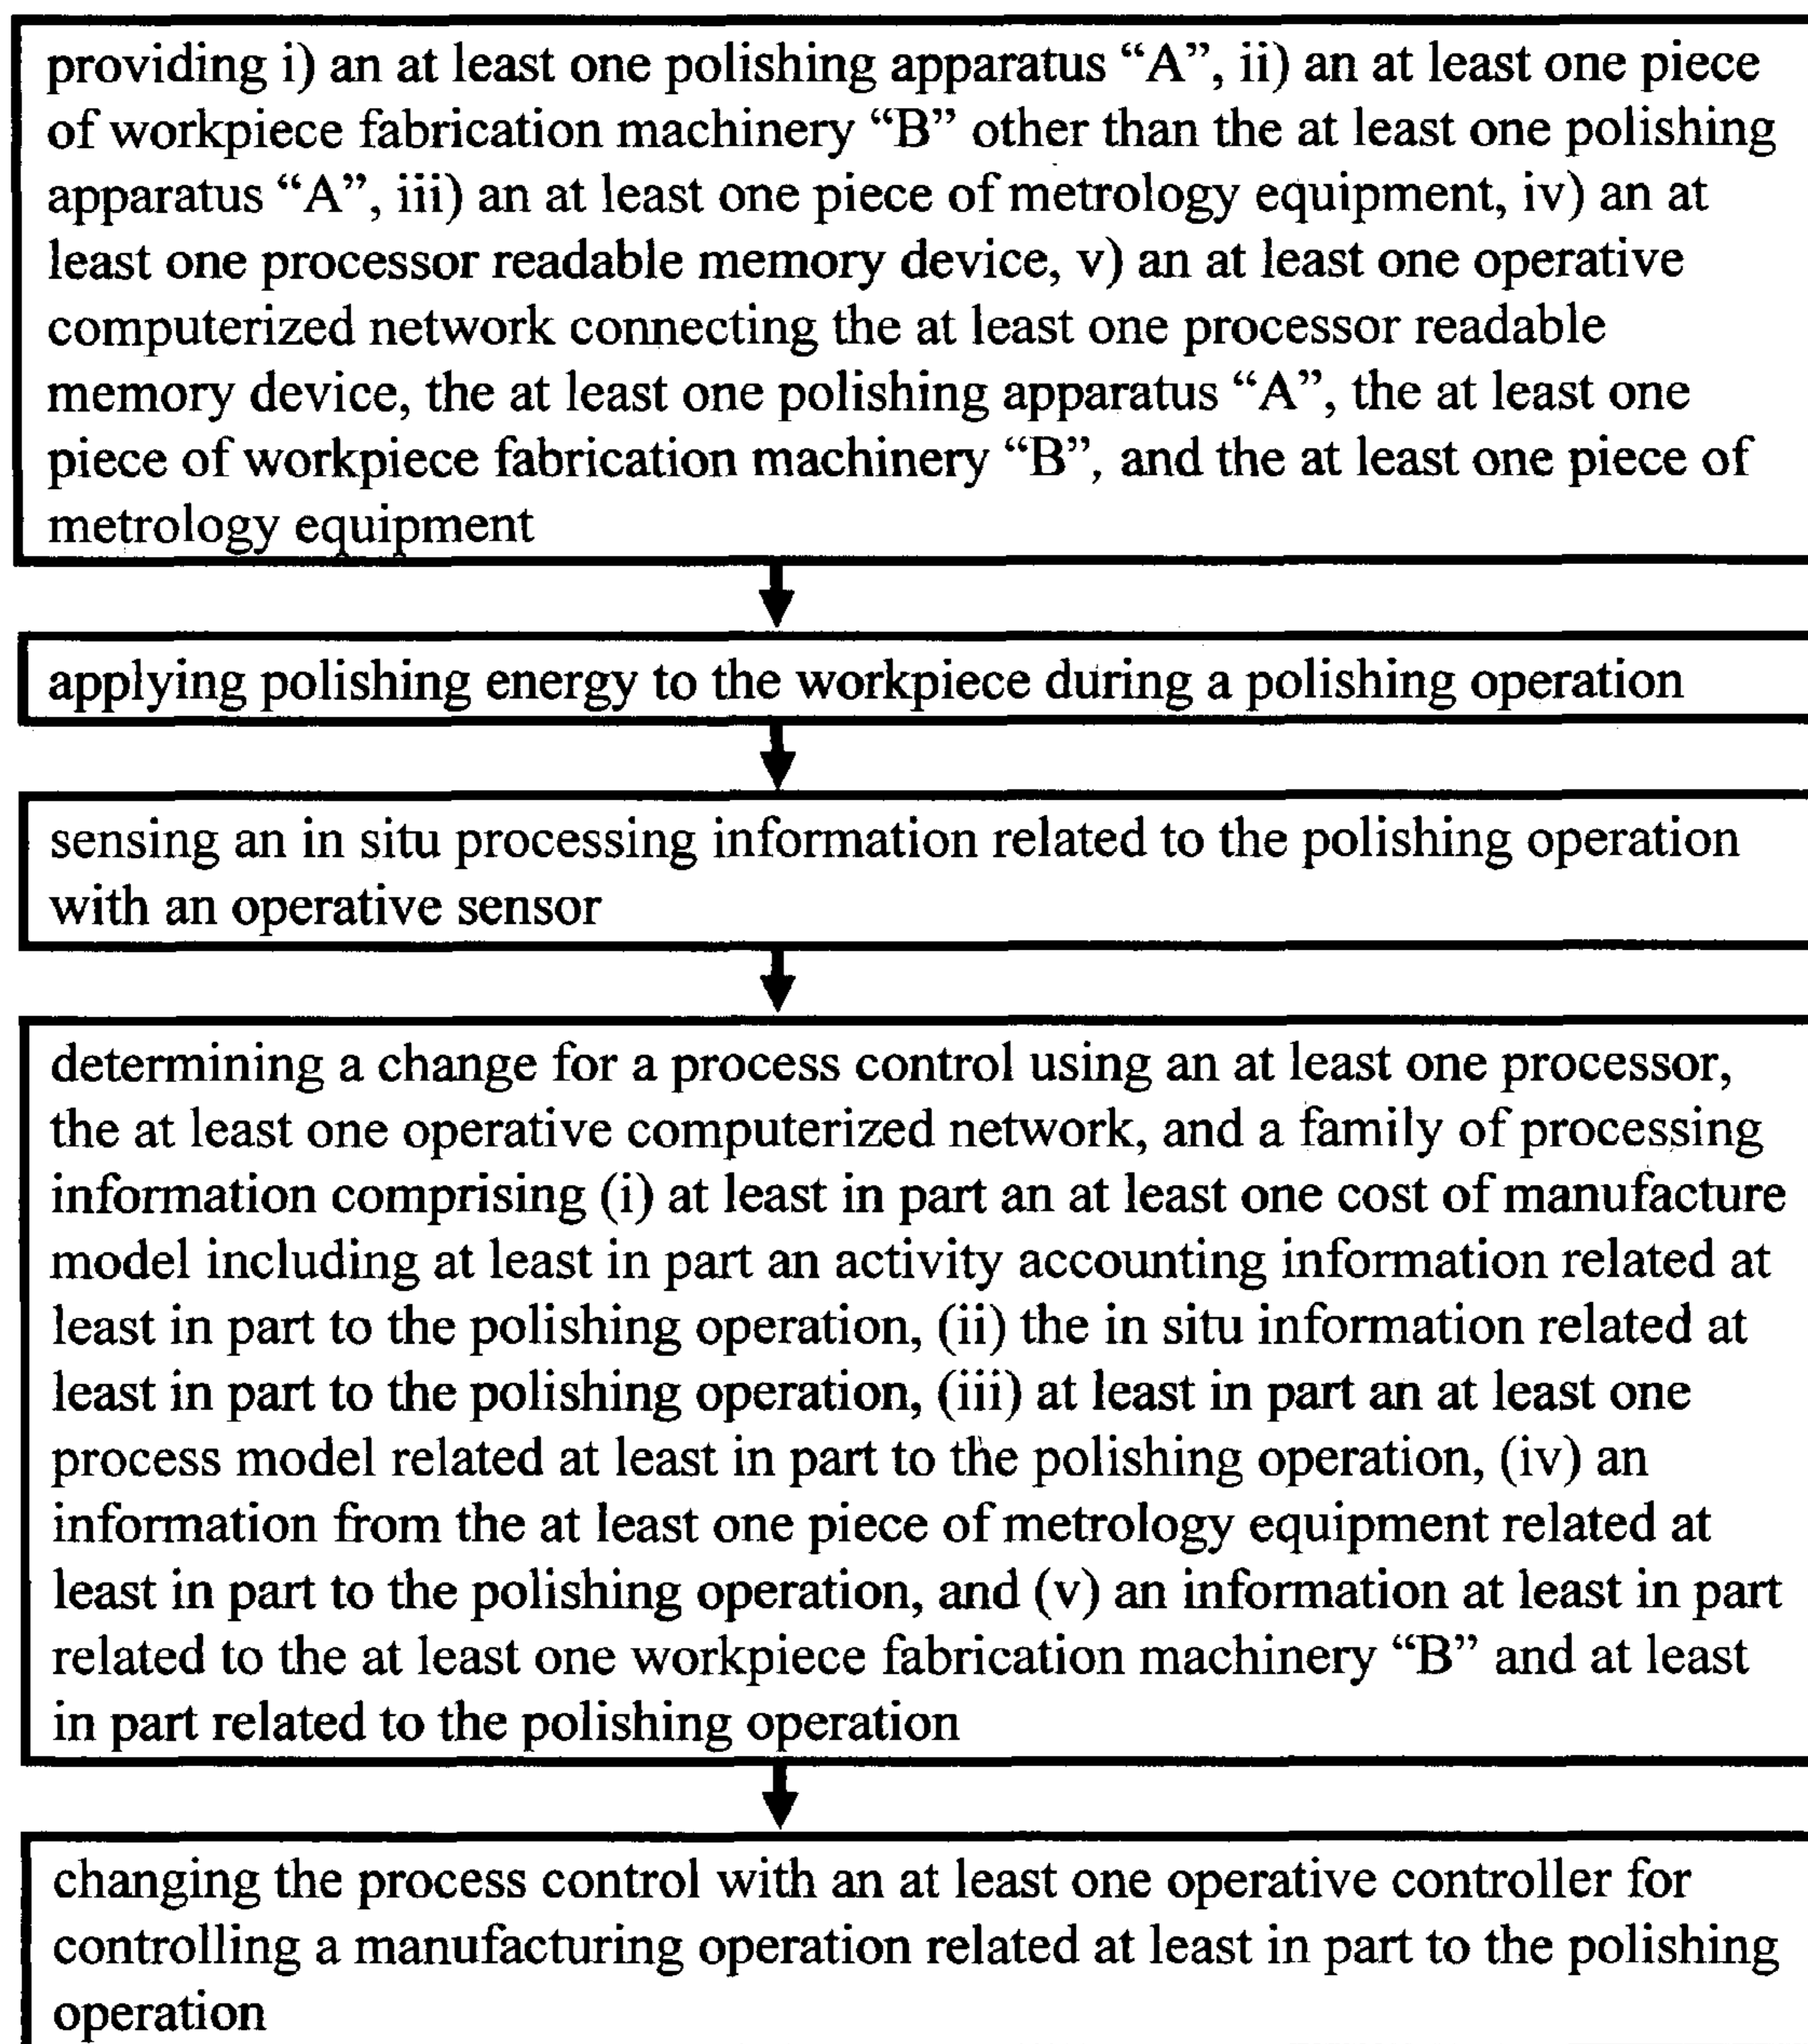 providing i) an at least one polishing apparatus “A”, ii) an at least one piece
of workpiece fabrication machinery “B” other than the at least one polishing
apparatus “A”, iii) an at least one piece of metrology equipment, iv) an at
least one processor readable memory device, v) an at least one operative
computerized network connecting the at least one processor readable
memory device, the at least one polishing apparatus “A”, the at least one
piece of workpiece fabrication machinery “B”, and the at least one piece of
metrology equipment
applying polishing energy to the workpiece during a polishing operation
sensing an in situ processing information related to the polishing operation
with an operative sensor
determining a change for a process control using an at least one processor,
the at least one operative computerized network, and a family of processing
information comprising (i) at least in part an at least one cost of manufacture
model including at least in part an activity accounting information related at
least in part to the polishing operation, (ii) the in situ information related at
least in part to the polishing operation, (iii) at least in part an at least one
process model related at least in part to the polishing operation, (iv) an
information from the at least one piece of metrology equipment related at
least in part to the polishing operation, and (v) an information at least in part
related to the at least one workpiece fabrication machinery “B” and at least
in part related to the polishing operation
changing the process control with an at least one operative controller for
controlling a manufacturing operation related at least in part to the polishing
operation